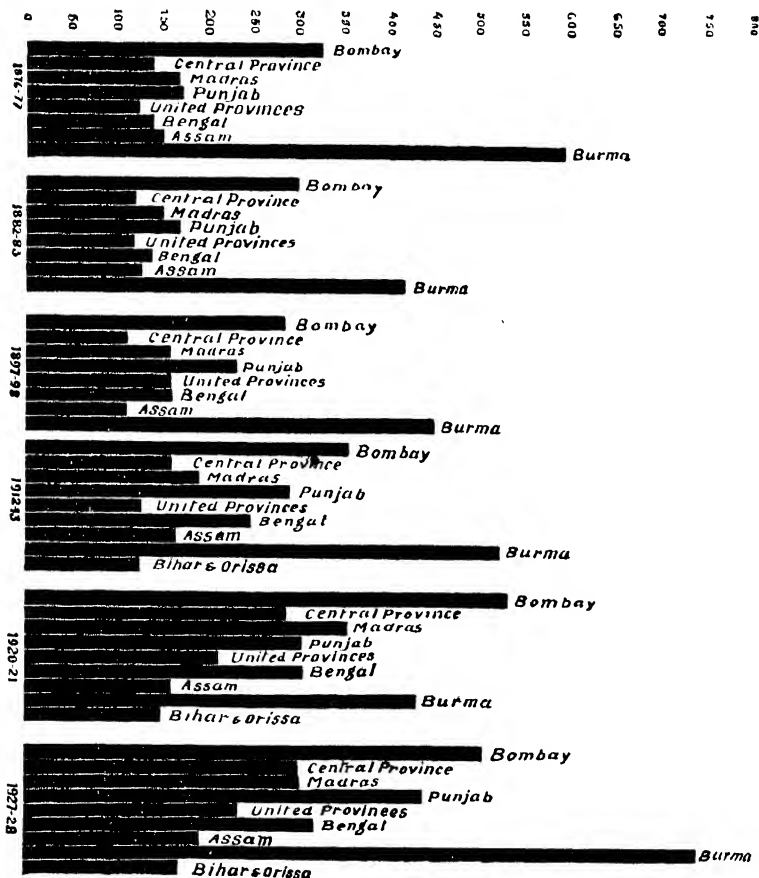 0 50 100 150 200 250 300 350 400 450 500 550 600 650 700 750 800
1876-77
Bombay
Central Province
Madras
Punjab
United Provinces
Bengal
Assam
Burma
1882-83
Bombay
Central Province
Madras
Punjab
United Provinces
Bengal
Assam
Burma
1897-98
Bombay
Central Province
Madras
Punjab
United Provinces
Bengal
Assam
Burma
1912-13
Bombay
Central Province
Madras
Punjab
United Provinces
Bengal
Assam
Burma
Bihar & Orissa
1920-21
Bombay
Central Province
Madras
Punjab
United Provinces
Bengal
Assam
Burma
Bihar & Orissa
1927-28
Bombay
Central Province
Madras
Punjab
United Provinees
Bengal
Assam
Burma
Bihar & Orissa